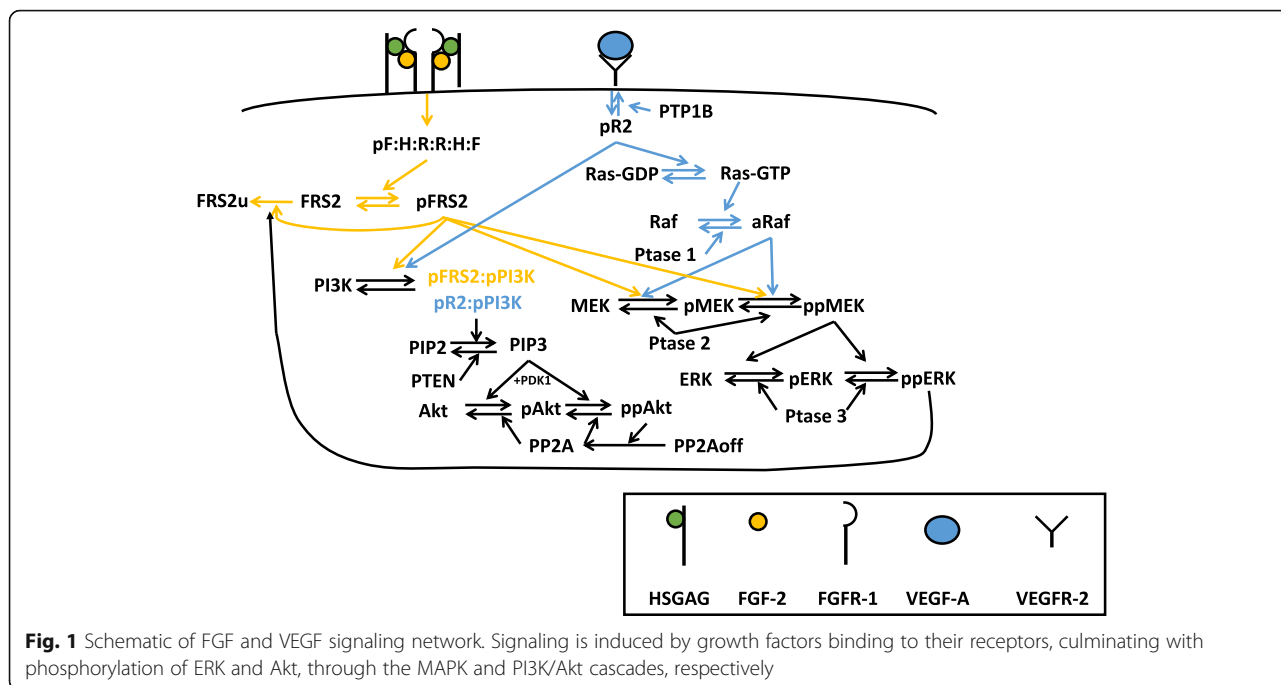 PTP1B
pR2
pF:H:R:R:H:F
Ras-GDP Ras-GTP
FRS2u FRS2 pFRS2
Raf aRaf
Ptase 1
pFRS2:pPI3K
PI3K
pR2:pPI3K
MEK pMEK ppMEK
Ptase 2
PIP2 PIP3
PTEN +PDK1
ERK pERK ppERK
Akt pAkt ppAkt
Ptase 3
PP2A PP2Aoff
HSGAG FGF-2 FGFR-1 VEGF-A VEGFR-2
Fig. 1 Schematic of FGF and VEGF signaling network. Signaling is induced by growth factors binding to their receptors, culminating with
phosphorylation of ERK and Akt, through the MAPK and PI3K/Akt cascades, respectively